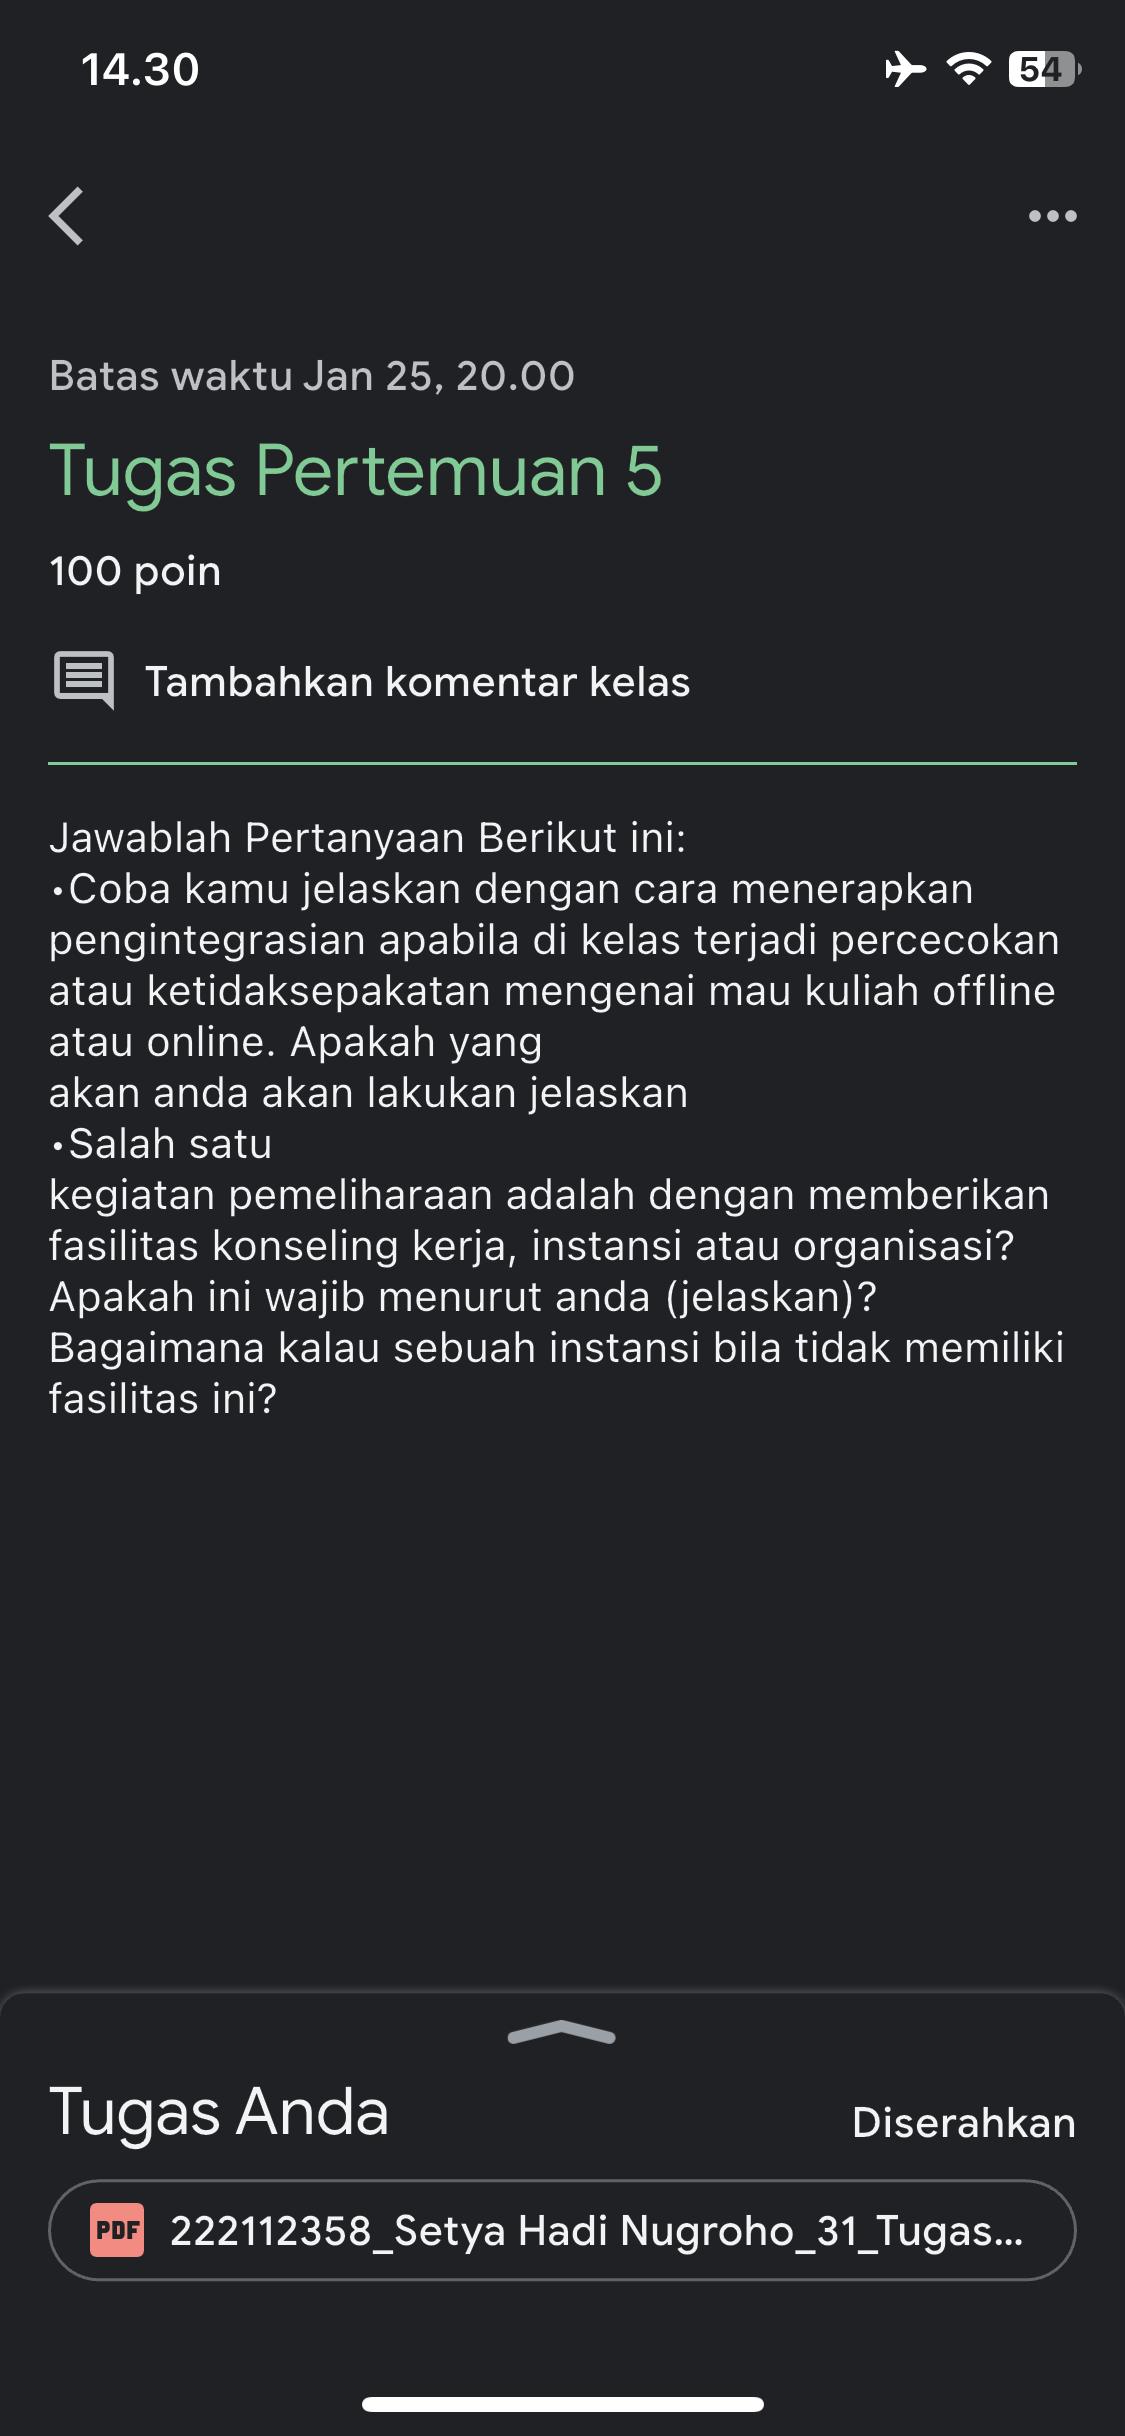 14.30
54
Batas waktu Jan 25, 20.00
Tugas Pertemuan 5
100 poin
Tambahkan komentar kelas
Jawablah Pertanyaan Berikut ini:
•Coba kamu jelaskan dengan cara menerapkan
pengintegrasian apabila di kelas terjadi percecokan
atau ketidaksepakatan mengenai mau kuliah offline
atau online. Apakah yang
akan anda akan lakukan jelaskan
•Salah satu
kegiatan pemeliharaan adalah dengan memberikan
fasilitas konseling kerja, instansi atau organisasi?
Apakah ini wajib menurut anda (jelaskan)?
Bagaimana kalau sebuah instansi bila tidak memiliki
fasilitas ini?
Tugas Anda
Diserahkan
PDF 222112358_Setya Hadi Nugroho_31_Tugas...